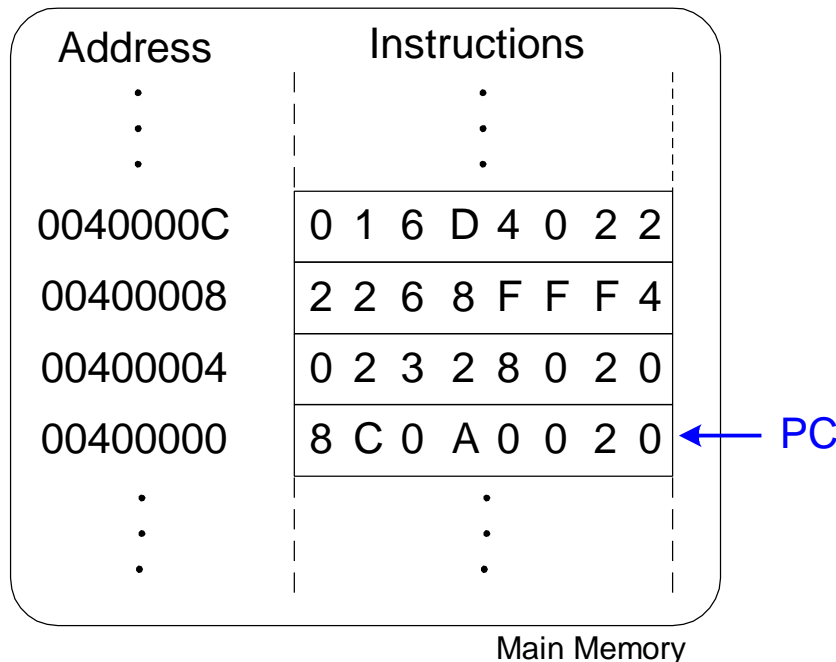 Address Instructions
0040000C 0 1 6 D 4 0 2 2
00400008 2 2 6 8 F F F 4
00400004 0 2 3 2 8 0 2 0
00400000 8 C 0 A 0 0 2 0 PC
Main Memory